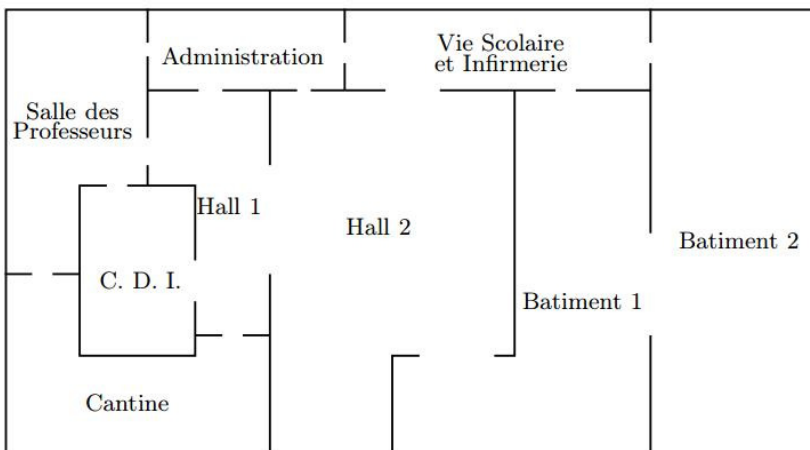 Administration
Vie Scolaire
et Infirmerie
Salle des
Professeurs
Hall 1
Hall 2
Batiment 2
C. D. I.
Batiment 1
Cantine